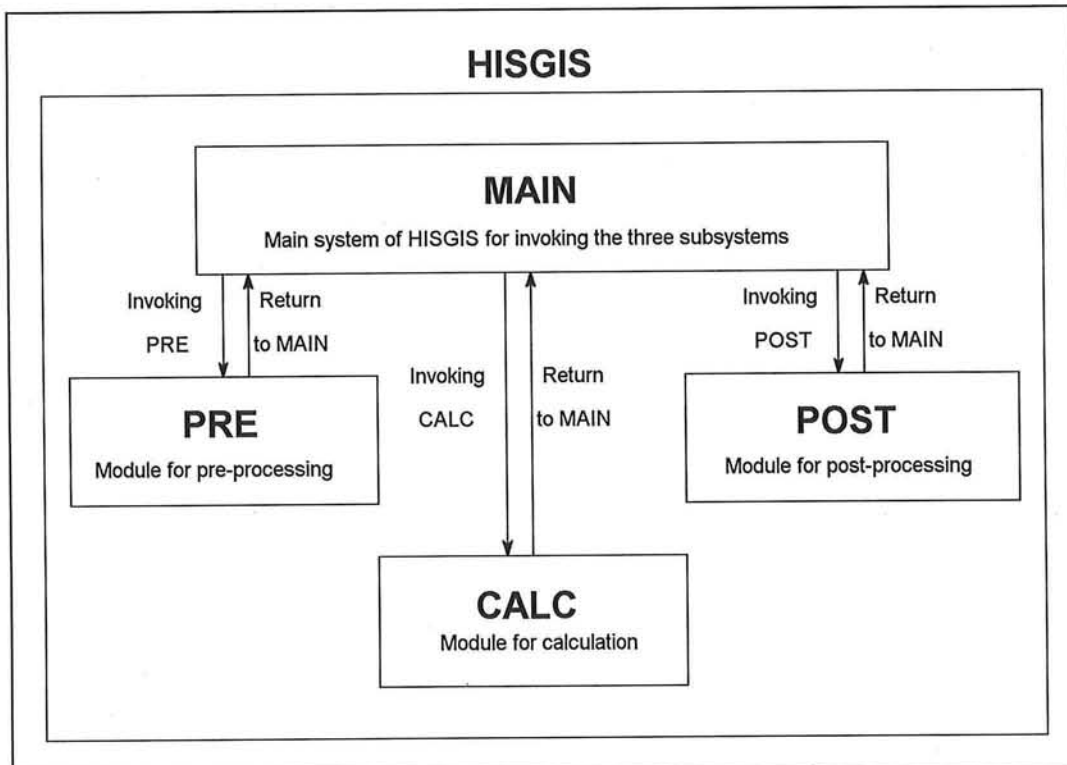 HISGIS
MAIN
Main system of HISGIS for invoking the three subsystems
Invoking
PRE
Return
to MAIN
Invoking
CALC
Return
to MAIN
Invoking
POST
Return
to MAIN
PRE
Module for pre-processing
POST
Module for post-processing
CALC
Module for calculation